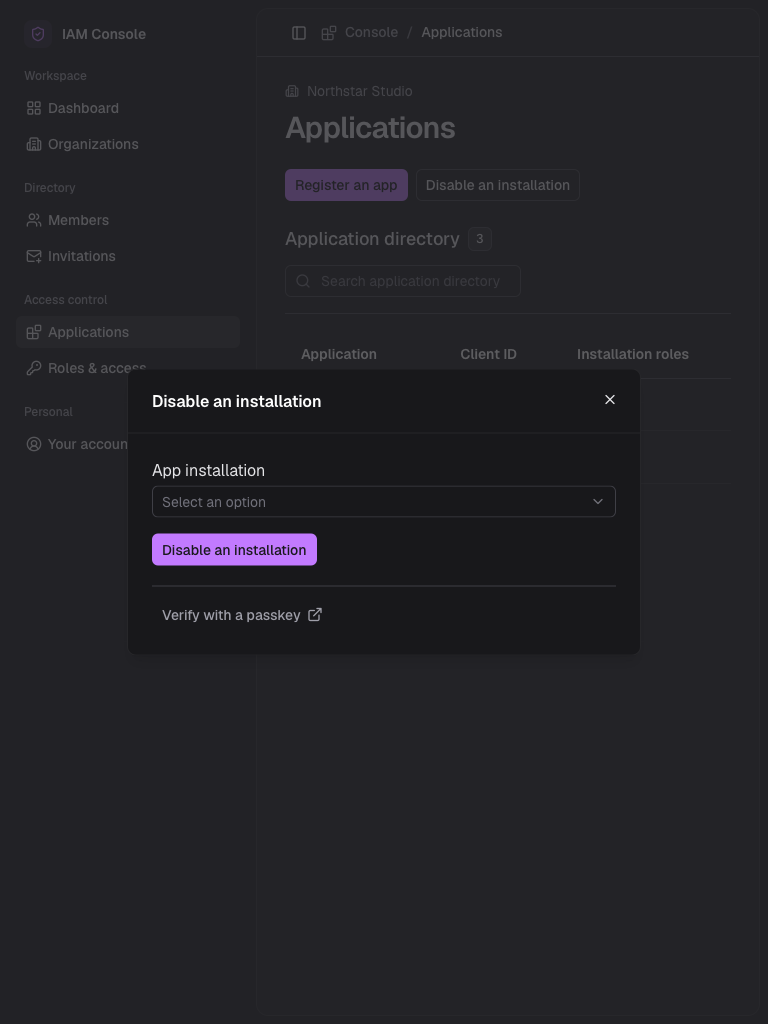 IAM Console
Workspace
Dashboard
Organizations
Directory
Members
Invitations
Access control
Applications
Roles & access
Personal
Your accoun
Console / Applications
Northstar Studio
Applications
Register an app
Disable an installation
Application directory 3
Search application directory
Application Client ID Installation roles
Disable an installation
App installation
Select an option
Disable an installation
Verify with a passkey